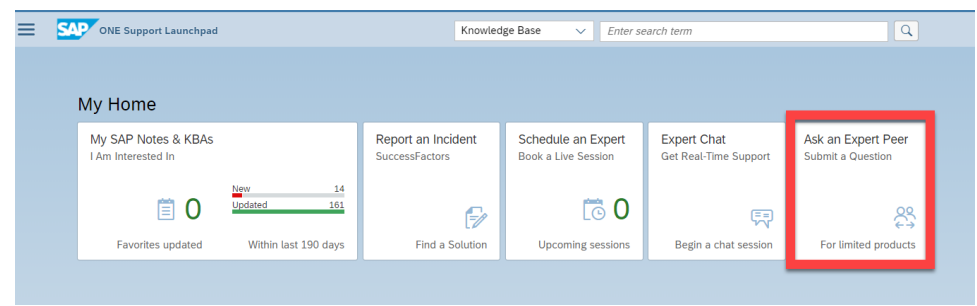 SAP ONE Support Launchpad
Knowledge Base
Enter search term
My Home
My SAP Notes & KBAs
I Am Interested In
New 14
Updated 161
0
Favorites updated
Within last 190 days
Report an Incident
SuccessFactors
Find a Solution
Schedule an Expert
Book a Live Session
0
Upcoming sessions
Expert Chat
Get Real-Time Support
Begin a chat session
Ask an Expert Peer
Submit a Question
For limited products